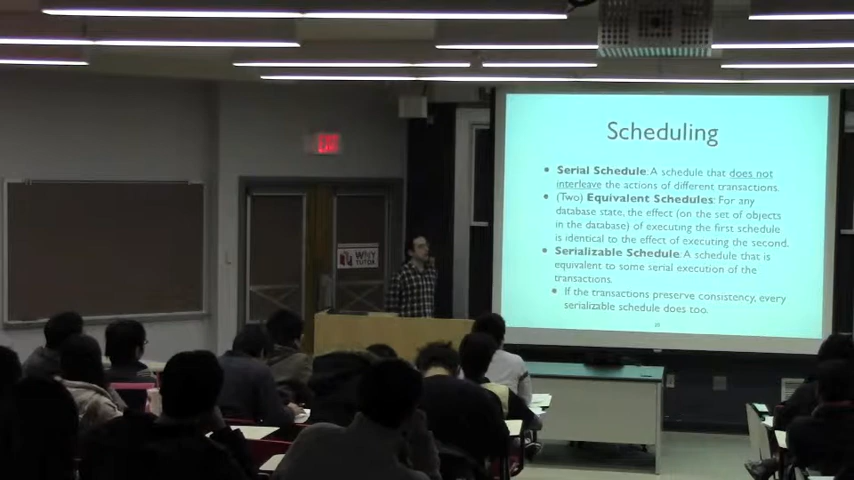 EXIT
WNY
TUTOR
Scheduling
• Serial Schedule: A schedule that does not
interleave the actions of different transactions.
• (Two) Equivalent Schedules: For any
database state, the effect (on the set of objects
in the database) of executing the first schedule
is identical to the effect of executing the second.
• Serializable Schedule: A schedule that is
equivalent to some serial execution of the
transactions.
• If the transactions preserve consistency, every
serializable schedule does too.